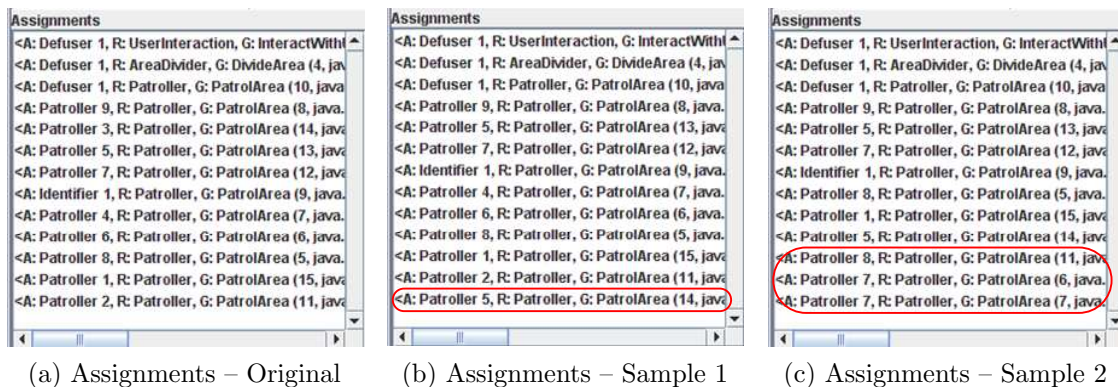 Assignments
<A: Defuser 1, R: UserInteraction, G: InteractWith
<A: Defuser 1, R: AreaDivider, G: DivideArea (4, jav
<A: Defuser 1, R: Patroller, G: PatrolArea (10, java
<A: Patroller 9, R: Patroller, G: PatrolArea (8, java.
<A: Patroller 3, R: Patroller, G: PatrolArea (14, java
<A: Patroller 5, R: Patroller, G: PatrolArea (13, java
<A: Patroller 7, R: Patroller, G: PatrolArea (12, java
<A: Identifier 1, R: Patroller, G: PatrolArea (9, java.
<A: Patroller 4, R: Patroller, G: PatrolArea (7, java.
<A: Patroller 6, R: Patroller, G: PatrolArea (6, java.
<A: Patroller 8, R: Patroller, G: PatrolArea (5, java.
<A: Patroller 1, R: Patroller, G: PatrolArea (15, java
<A: Patroller 2, R: Patroller, G: PatrolArea (11, java
(a) Assignments – Original
Assignments
<A: Defuser 1, R: UserInteraction, G: InteractWith
<A: Defuser 1, R: AreaDivider, G: DivideArea (4, jav
<A: Defuser 1, R: Patroller, G: PatrolArea (10, java
<A: Patroller 9, R: Patroller, G: PatrolArea (8, java.
<A: Patroller 5, R: Patroller, G: PatrolArea (13, java
<A: Patroller 7, R: Patroller, G: PatrolArea (12, java
<A: Identifier 1, R: Patroller, G: PatrolArea (9, java.
<A: Patroller 4, R: Patroller, G: PatrolArea (7, java.
<A: Patroller 6, R: Patroller, G: PatrolArea (6, java.
<A: Patroller 8, R: Patroller, G: PatrolArea (5, java.
<A: Patroller 1, R: Patroller, G: PatrolArea (15, java
<A: Patroller 2, R: Patroller, G: PatrolArea (11, java
<A: Patroller 5, R: Patroller, G: PatrolArea (14, java
(b) Assignments – Sample 1
Assignments
<A: Defuser 1, R: UserInteraction, G: InteractWith
<A: Defuser 1, R: AreaDivider, G: DivideArea (4, jav
<A: Defuser 1, R: Patroller, G: PatrolArea (10, java
<A: Patroller 9, R: Patroller, G: PatrolArea (8, java.
<A: Patroller 5, R: Patroller, G: PatrolArea (13, java
<A: Patroller 7, R: Patroller, G: PatrolArea (12, java
<A: Identifier 1, R: Patroller, G: PatrolArea (9, java.
<A: Patroller 8, R: Patroller, G: PatrolArea (5, java.
<A: Patroller 1, R: Patroller, G: PatrolArea (15, java
<A: Patroller 5, R: Patroller, G: PatrolArea (14, java
<A: Patroller 8, R: Patroller, G: PatrolArea (11, java
<A: Patroller 7, R: Patroller, G: PatrolArea (6, java.
<A: Patroller 7, R: Patroller, G: PatrolArea (7, java.
(c) Assignments – Sample 2